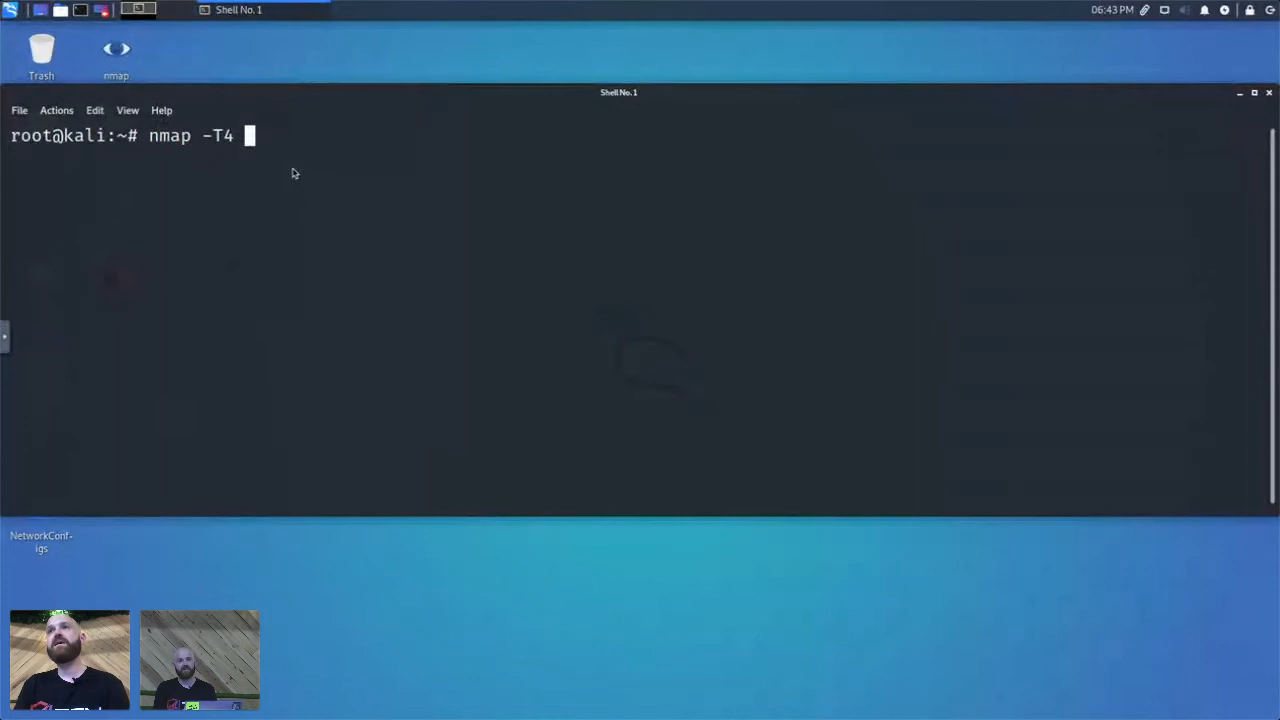 Shell No. 1
06:43 PM
Trash
nmap
Shell No. 1
File Actions Edit View Help
root@kali:~# nmap -T4
NetworkConf-
igs